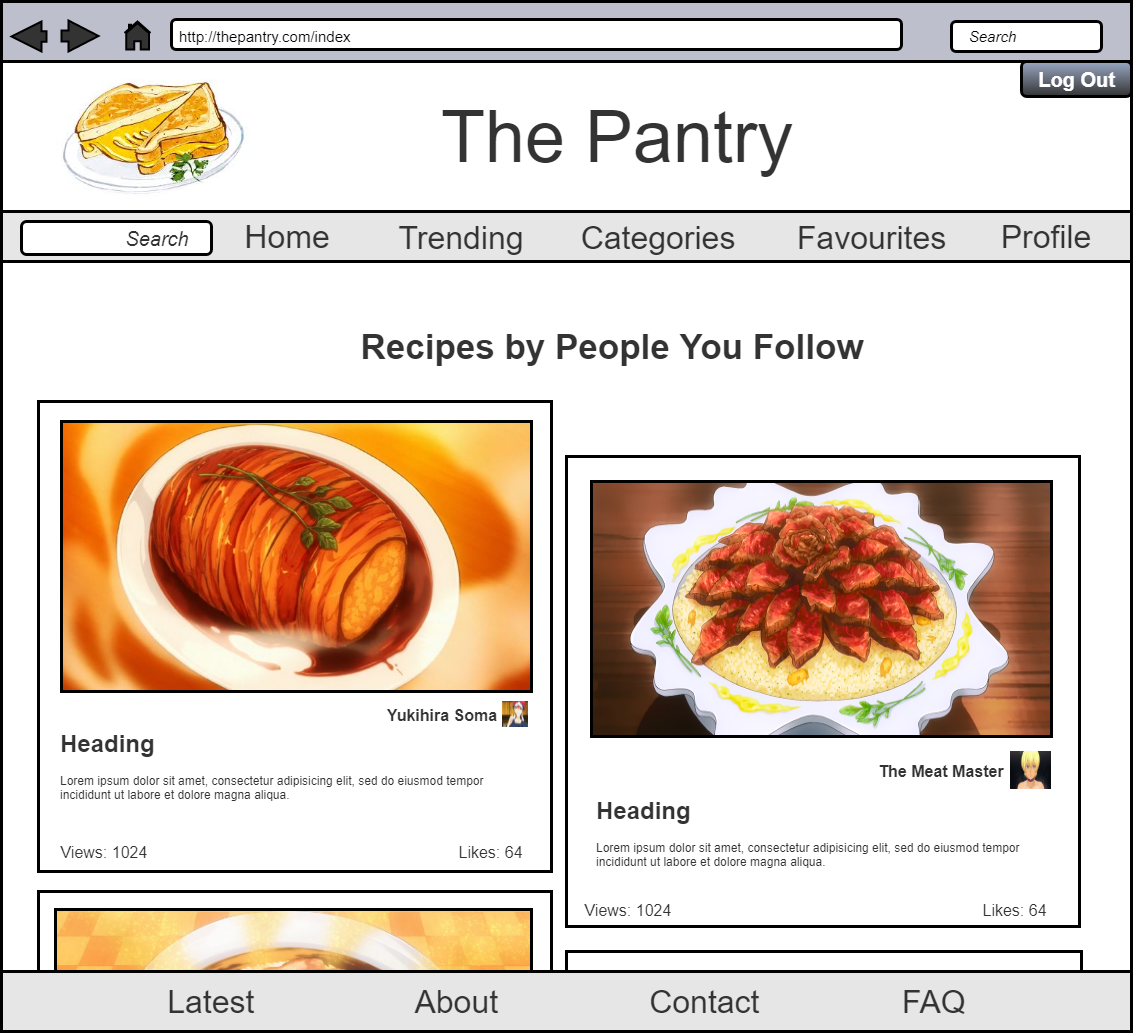 http://thepantry.com/index
Search
Log Out
The Pantry
Search
Home
Trending
Categories
Favourites
Profile
Recipes by People You Follow
Yukihira Soma
Heading
Lorem ipsum dolor sit amet, consectetur adipisicing elit, sed do eiusmod tempor
incididunt ut labore et dolore magna aliqua.
Views: 1024
Likes: 64
The Meat Master
Heading
Lorem ipsum dolor sit amet, consectetur adipisicing elit, sed do eiusmod tempor
incididunt ut labore et dolore magna aliqua.
Views: 1024
Likes: 64
Latest
About
Contact
FAQ